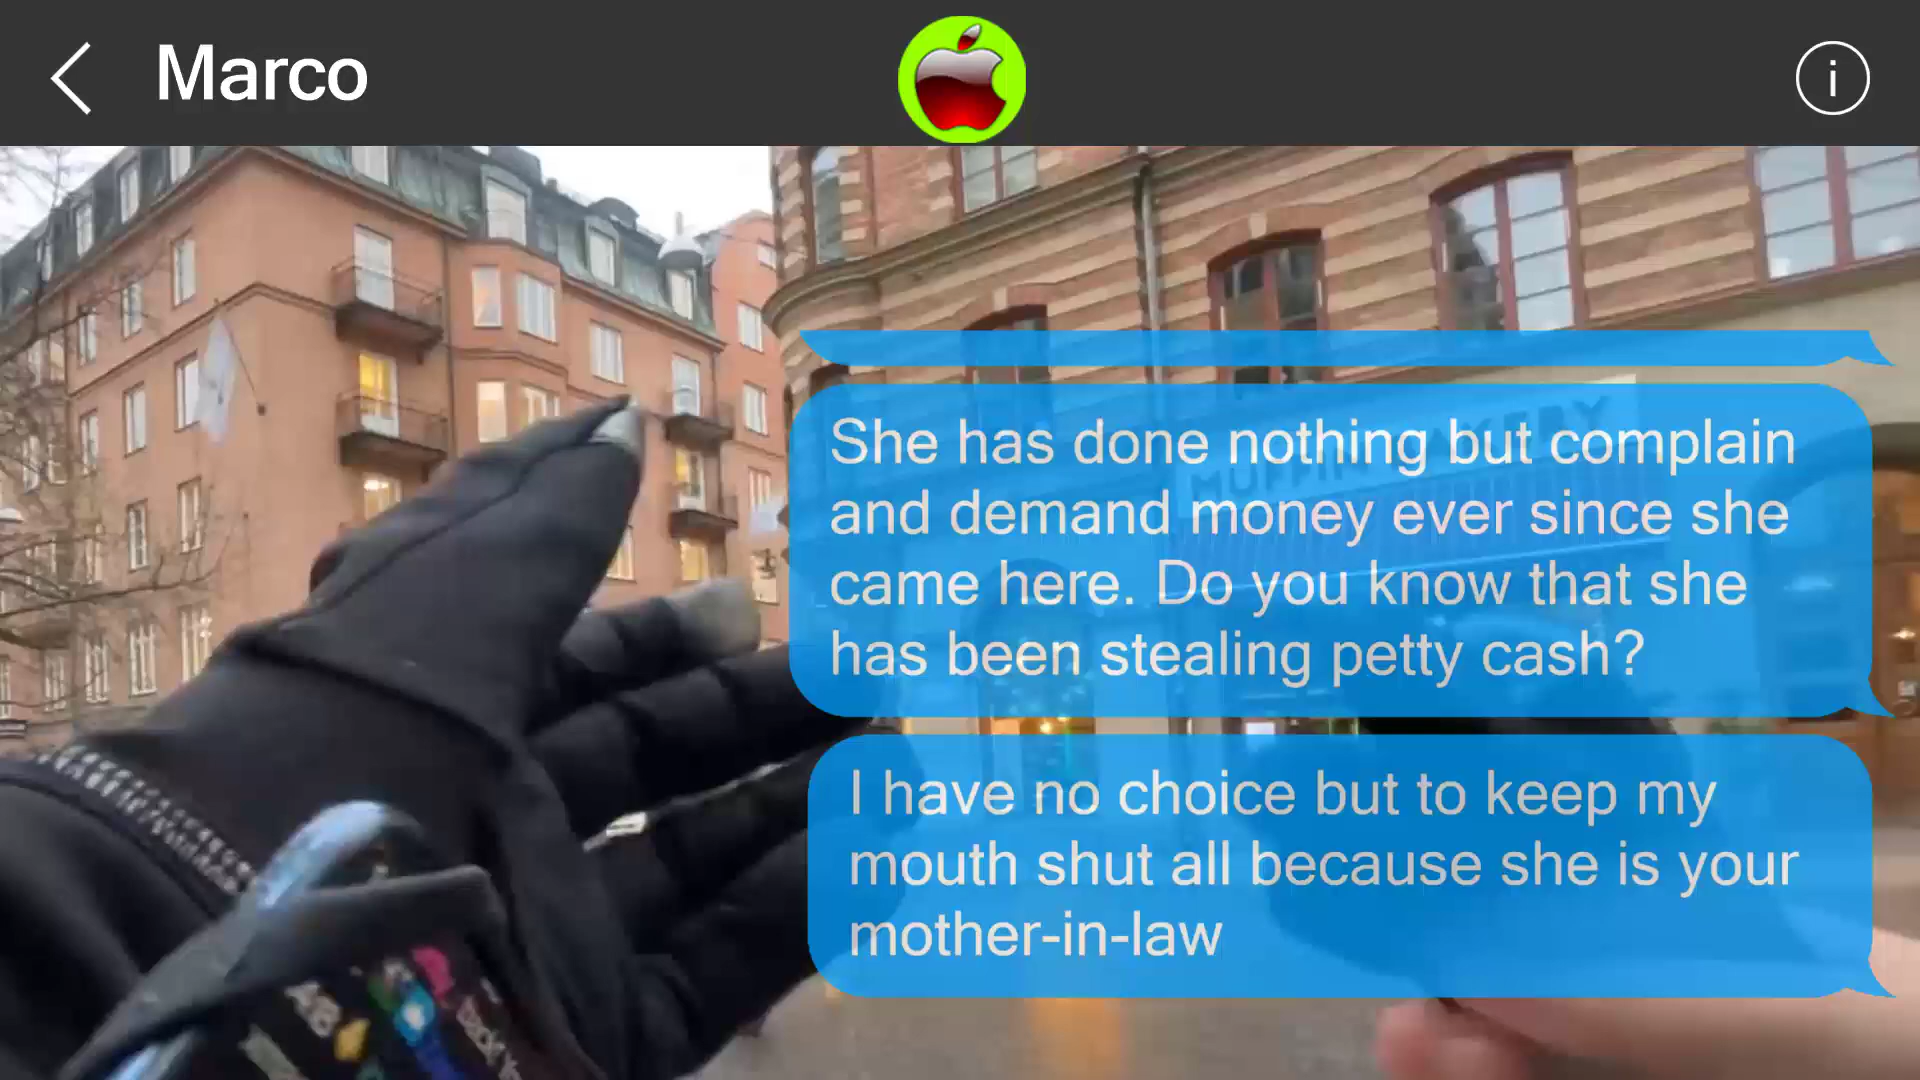 Marco
i
She has done nothing but complain
and demand money ever since she
came here. Do you know that she
has been stealing petty cash?
I have no choice but to keep my
mouth shut all because she is your
mother-in-law